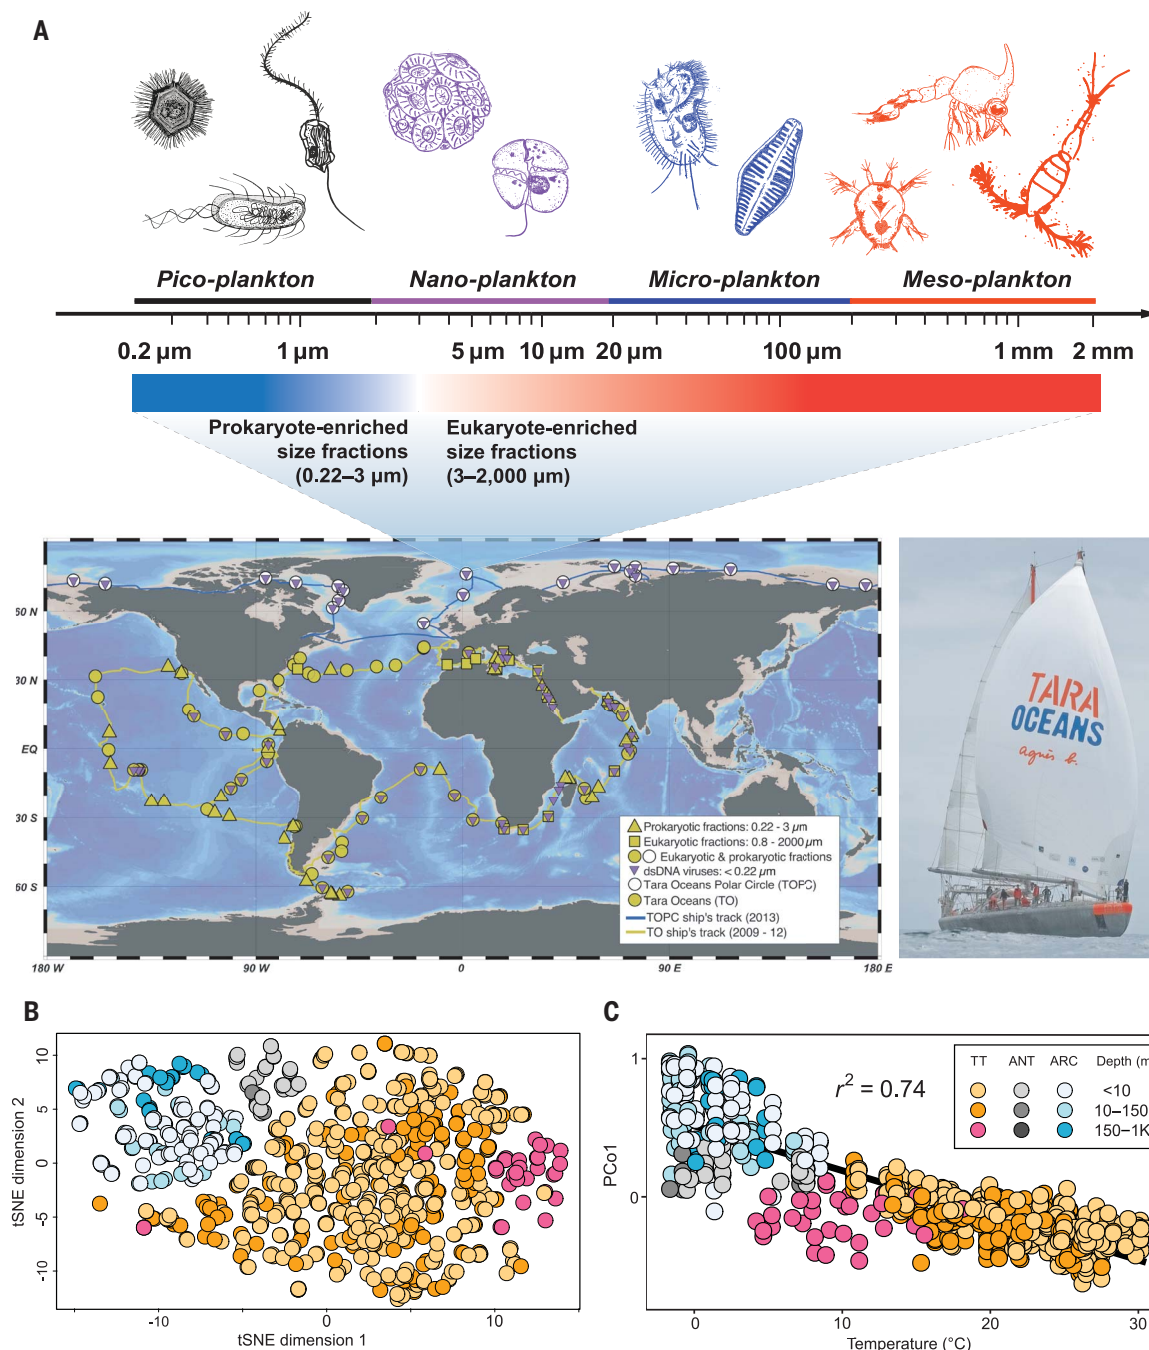 A
Pico-plankton Nano-plankton Micro-plankton Meso-plankton
0.2 µm 1 µm 5 µm 10 µm 20 µm 100 µm 1 mm 2 mm
Prokaryote-enriched
size fractions
(0.22–3 µm)
Eukaryote-enriched
size fractions
(3–2,000 µm)
60 N
30 N
EQ
30 S
60 S
180 W 90 W 0 90 E 180 E
Prokaryotic fractions: 0.22 - 3 µm
Eukaryotic fractions: 0.8 - 2000 µm
Eukaryotic & prokaryotic fractions
dsDNA viruses: < 0.22 µm
Tara Oceans Polar Circle (TOPC)
Tara Oceans (TO)
TOPC ship's track (2013)
TO ship's track (2009 - 12)
TARA
OCEANS
agnès b.
B
tSNE dimension 2
10
5
0
-5
-10
-10 0 10
tSNE dimension 1
C
PCo1
1
0
r² = 0.74
TT ANT ARC Depth (m
<10
10–150
150–1K
0 10 20 30
Temperature (°C)